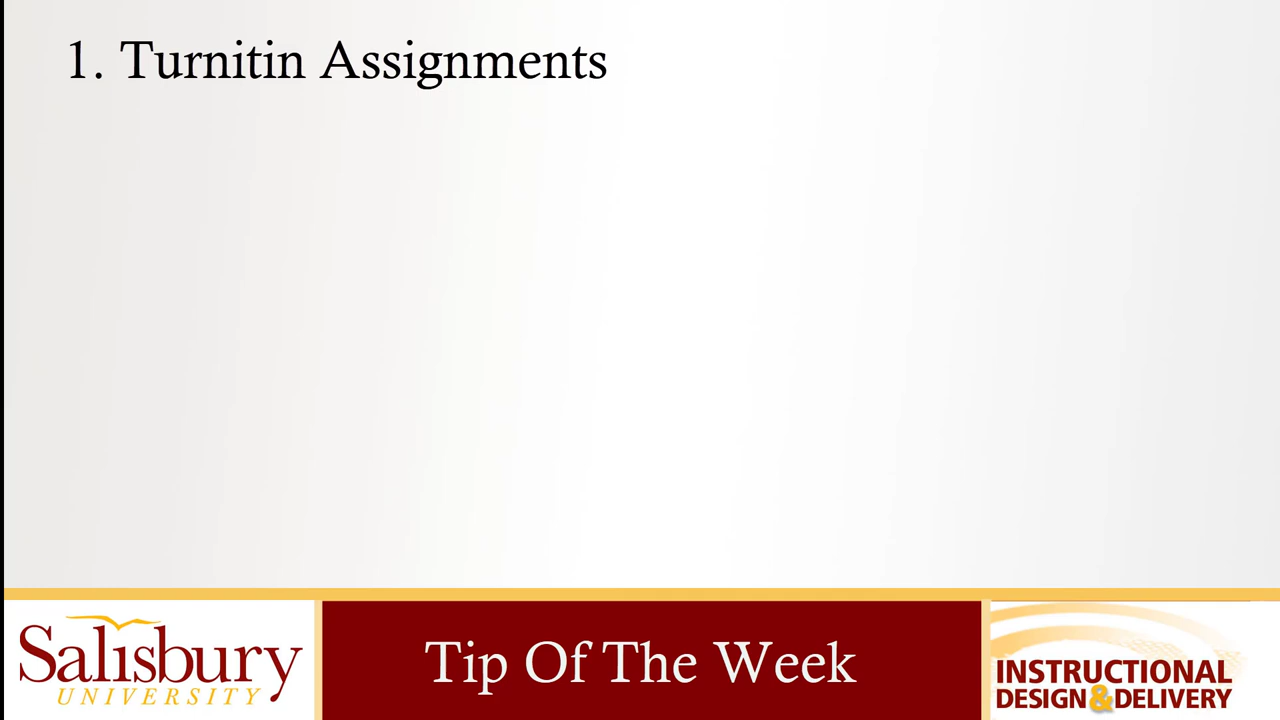 1. Turnitin Assignments
Salisbury
UNIVERSITY
Tip Of The Week
INSTRUCTIONAL
DESIGN & DELIVERY